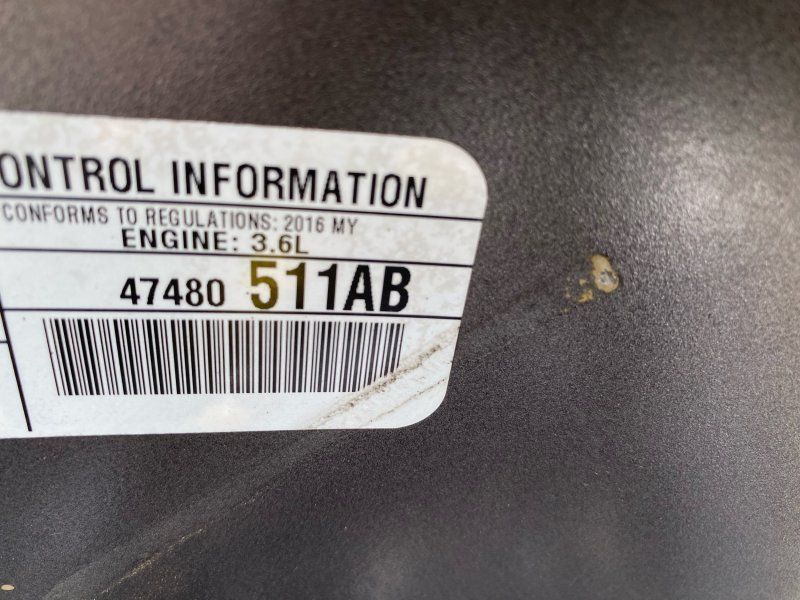 ONTROL INFORMATION
CONFORMS TO REGULATIONS: 2016 MY
ENGINE: 3.6L
47480 511AB